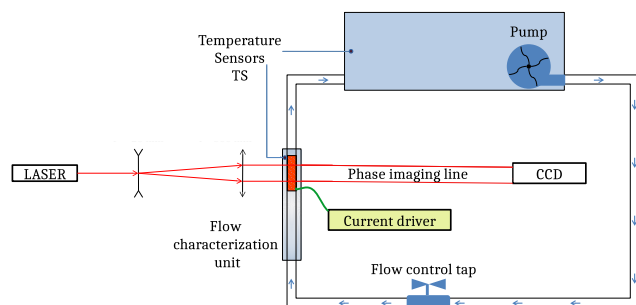 Pump
Temperature
Sensors
TS
LASER
Phase imaging line
CCD
Current driver
Flow
characterization
unit
Flow control tap